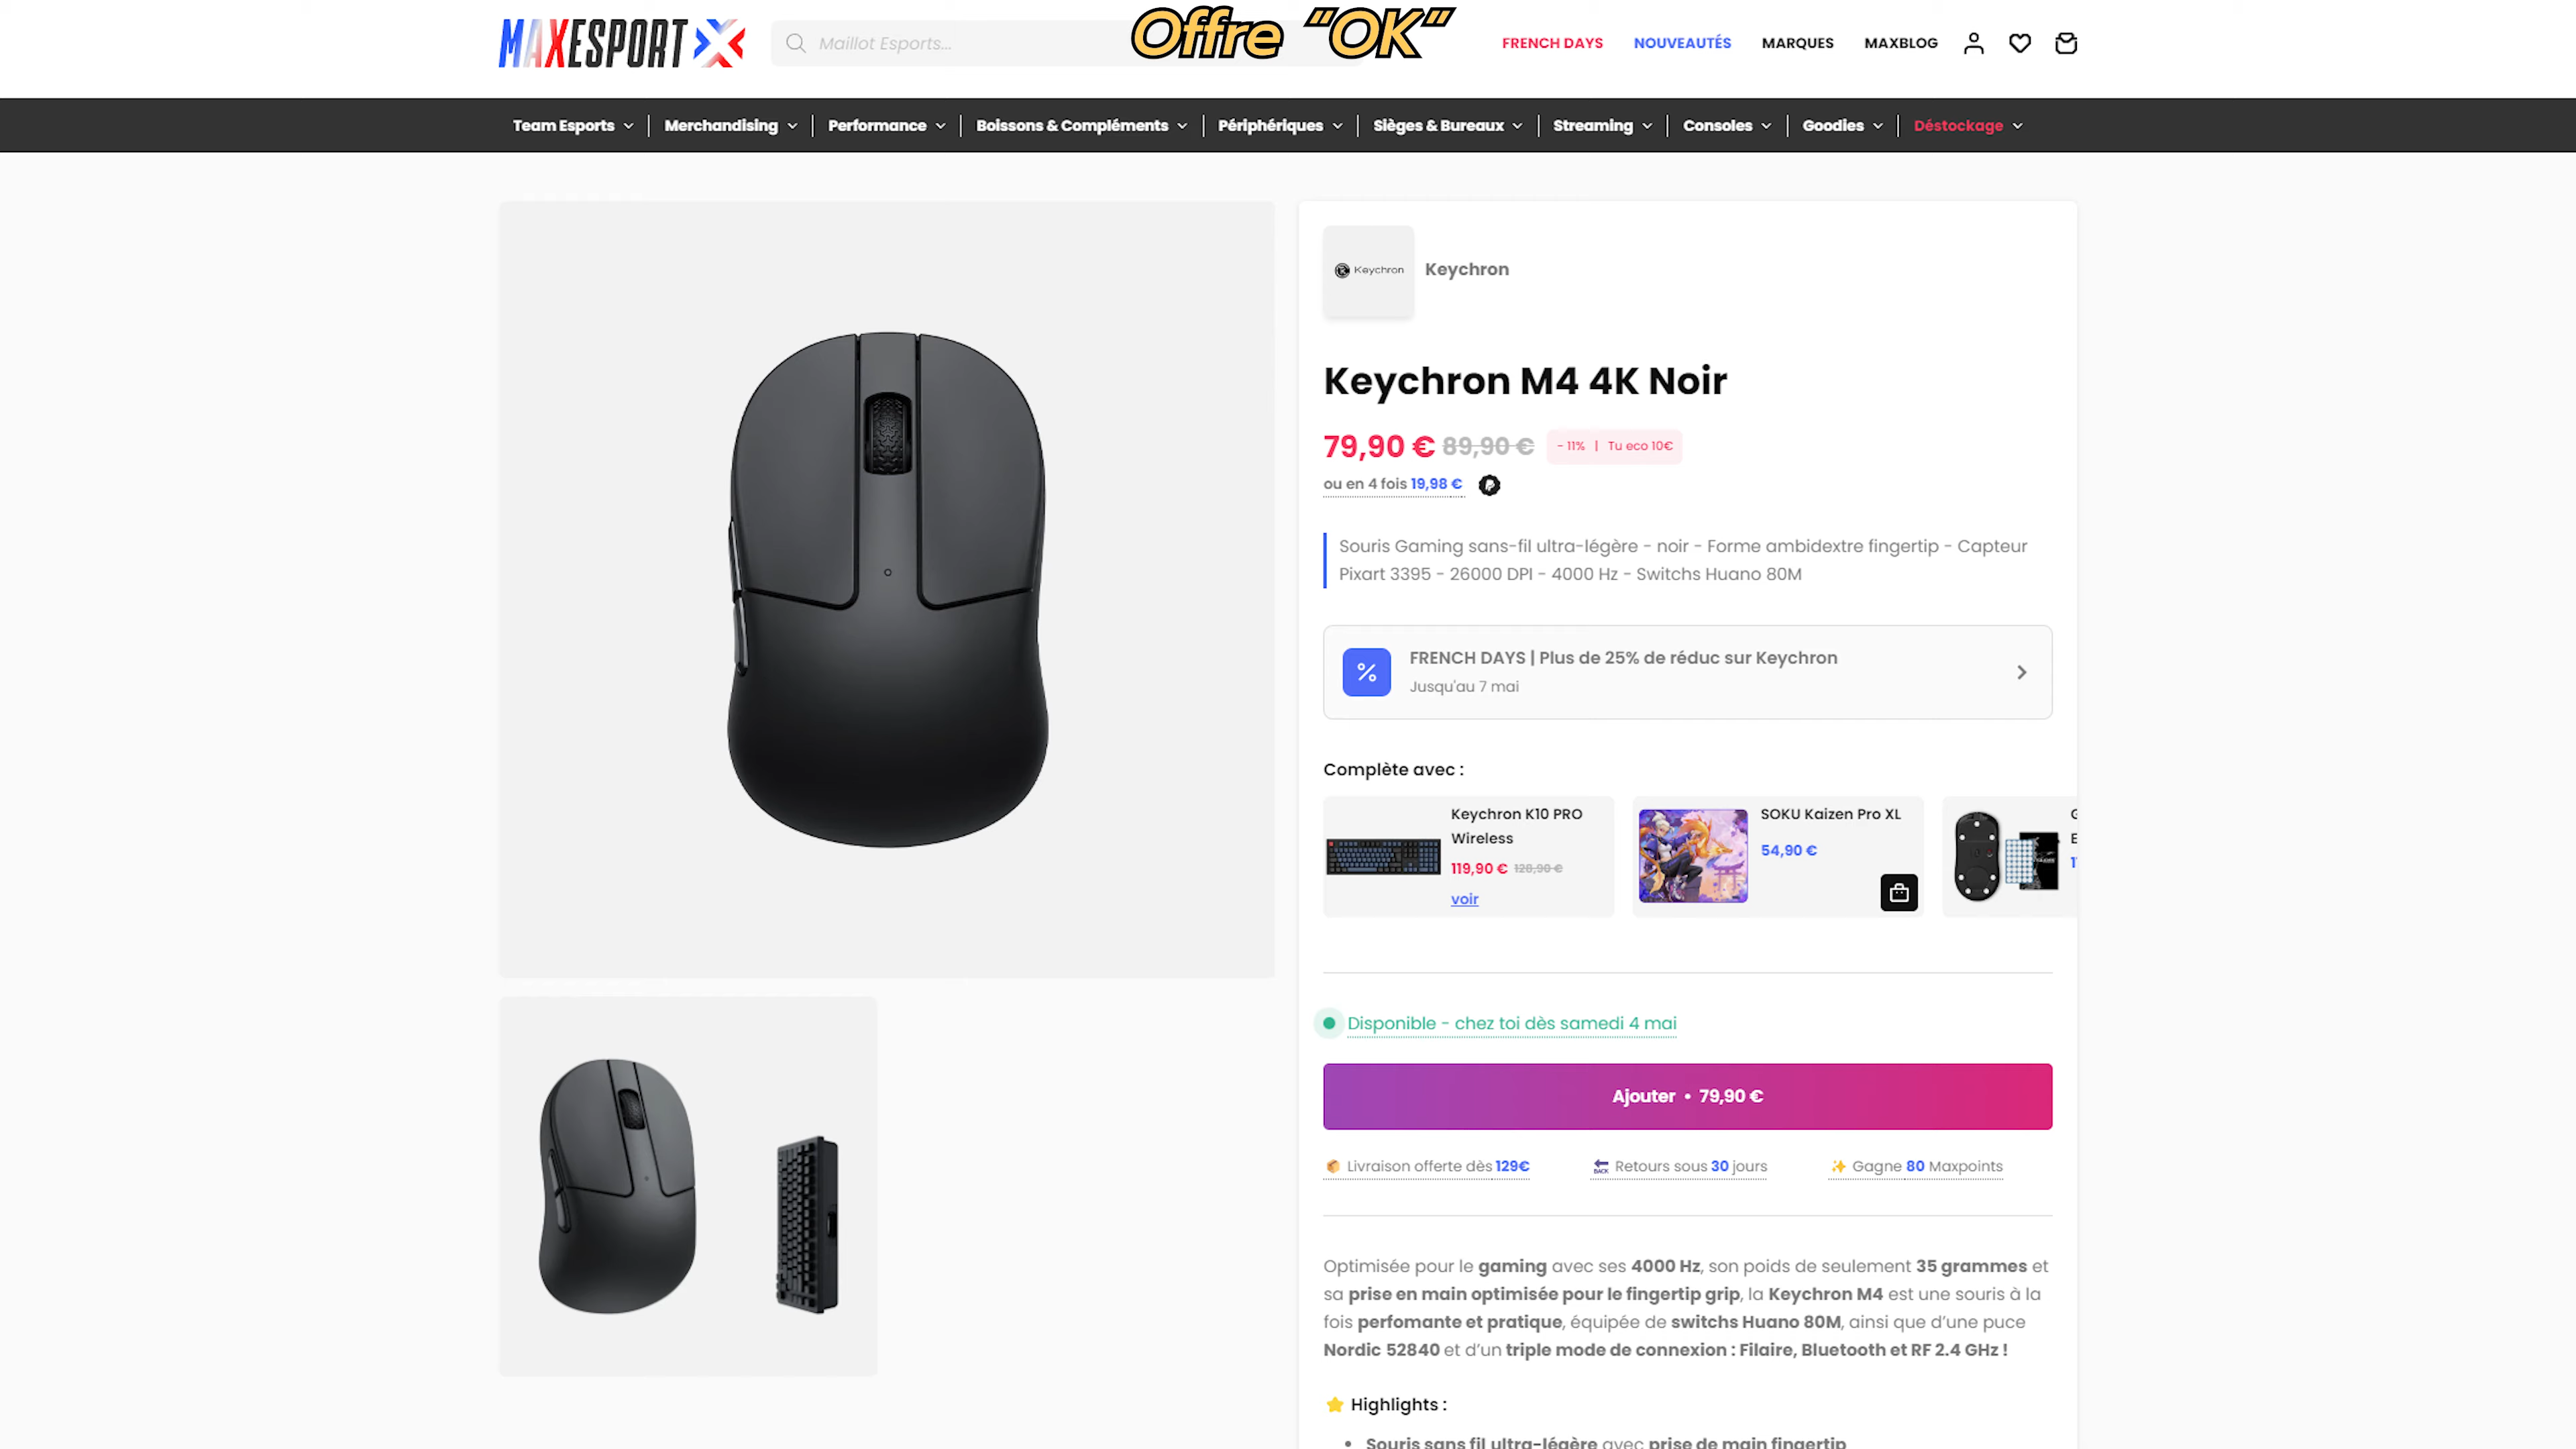 MAXESPORT
Maillot Esports...
Offre "OK"
FRENCH DAYS
NOUVEAUTÉS
MARQUES
MAXBLOG
Team Esports
Merchandising
Performance
Boissons & Compléments
Périphériques
Sièges & Bureaux
Streaming
Consoles
Goodies
Déstockage
Keychron
Keychron
Keychron M4 4K Noir
79,90 € 89,90 € - 11% | Tu eco 10€
ou en 4 fois 19,98 €
Souris Gaming sans-fil ultra-légère - noir - Forme ambidextre fingertip - Capteur
Pixart 3395 - 26000 DPI - 4000 Hz - Switchs Huano 80M
FRENCH DAYS | Plus de 25% de réduc sur Keychron
Jusqu'au 7 mai
Complète avec :
Keychron K10 PRO
Wireless
119,90 €
voir
SOKU Kaizen Pro XL
54,90 €
Disponible - chez toi dès samedi 4 mai
Ajouter • 79,90 €
Livraison offerte dès 129€
BACK Retours sous 30 jours
Gagne 80 Maxpoints
Optimisée pour le gaming avec ses 4000 Hz, son poids de seulement 35 grammes et
sa prise en main optimisée pour le fingertip grip, la Keychron M4 est une souris à la
fois perfomante et pratique, équipée de switchs Huano 80M, ainsi que d'une puce
Nordic 52840 et d'un triple mode de connexion : Filaire, Bluetooth et RF 2.4 GHz !
Highlights :
• Souris sans fil ultra-légère avec prise de main fingertip